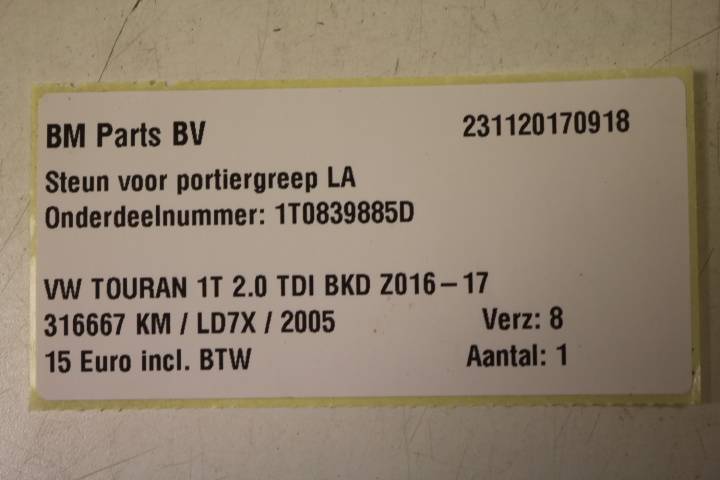 BM Parts BV 231120170918
Steun voor portiergreep LA
Onderdeelnummer: 1T0839885D
VW TOURAN 1T 2.0 TDI BKD Z016-17
316667 KM / LD7X / 2005 Verz: 8
15 Euro incl. BTW Aantal: 1